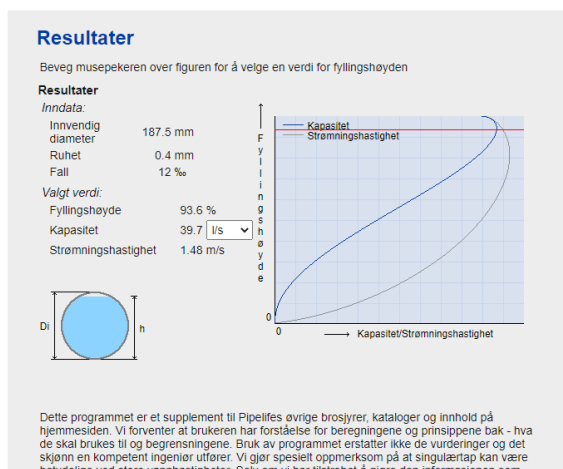 Resultater
Beveg musepekeren over figuren for å velge en verdi for fyllingshøyden
Resultater
Inndata:
Innvendig diameter 187.5 mm
Ruhet 0.4 mm
Fall 12 ‰
Valgt verdi:
Fyllingshøyde 93.6 %
Kapasitet 39.7 l/s
Strømningshastighet 1.48 m/s
Fyllingshøyde
Kapasitet
Strømningshastighet
0
0
Kapasitet/Strømningshastighet
Di
h
Dette programmet er et supplement til Pipelifes øvrige brosjyrer, kataloger og innhold på
hjemmesiden. Vi forventer at brukeren har forståelse for beregningene og prinsippene bak - hva
de skal brukes til og begrensningene. Bruk av programmet erstatter ikke de vurderinger og det
skjønn en kompetent ingeniør utfører. Vi gjør spesielt oppmerksom på at singulærtap kan være